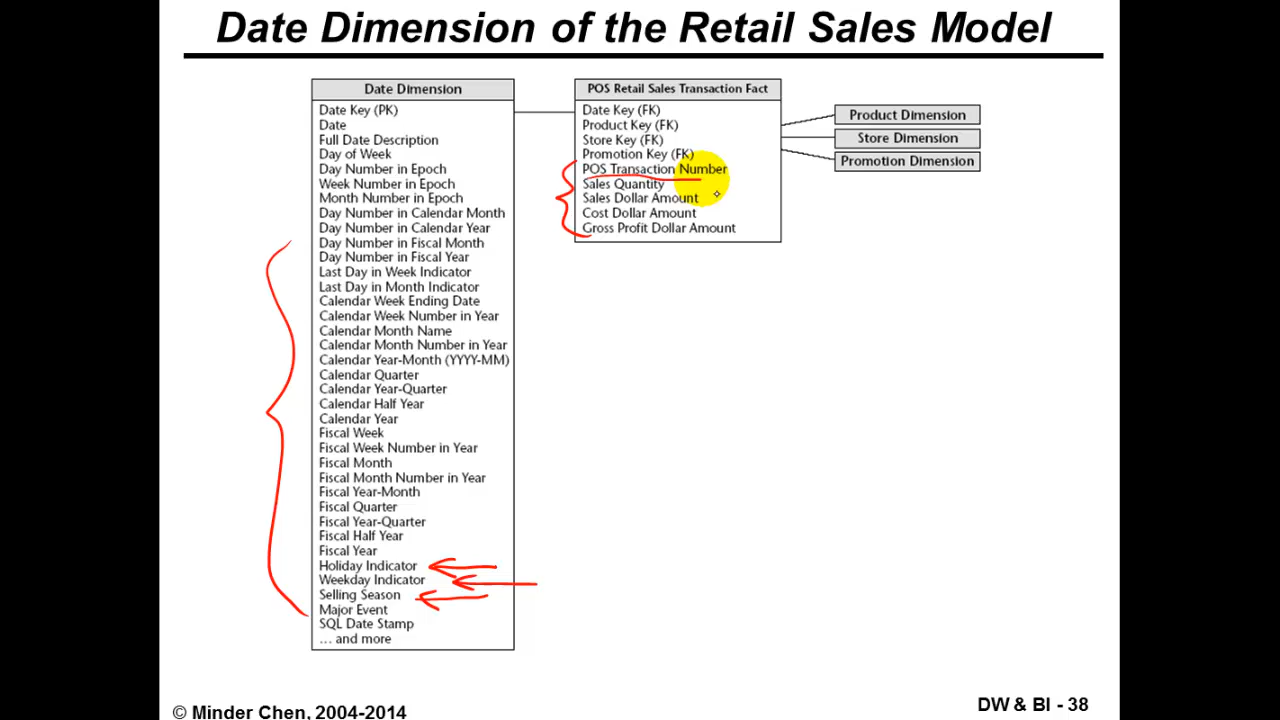 Date Dimension of the Retail Sales Model
Date Dimension
Date Key (PK)
Date
Full Date Description
Day of Week
Day Number in Epoch
Week Number in Epoch
Month Number in Epoch
Day Number in Calendar Month
Day Number in Calendar Year
Day Number in Fiscal Month
Day Number in Fiscal Year
Last Day in Week Indicator
Last Day in Month Indicator
Calendar Week Ending Date
Calendar Week Number in Year
Calendar Month Name
Calendar Month Number in Year
Calendar Year-Month (YYYY-MM)
Calendar Quarter
Calendar Year-Quarter
Calendar Half Year
Calendar Year
Fiscal Week
Fiscal Week Number in Year
Fiscal Month
Fiscal Month Number in Year
Fiscal Year-Month
Fiscal Quarter
Fiscal Year-Quarter
Fiscal Half Year
Fiscal Year
Holiday Indicator
Weekday Indicator
Selling Season
Major Event
SQL Date Stamp
... and more
POS Retail Sales Transaction Fact
Date Key (FK)
Product Key (FK)
Store Key (FK)
Promotion Key (FK)
POS Transaction Number
Sales Quantity
Sales Dollar Amount
Cost Dollar Amount
Gross Profit Dollar Amount
Product Dimension
Store Dimension
Promotion Dimension
© Minder Chen, 2004-2014
DW & BI - 38